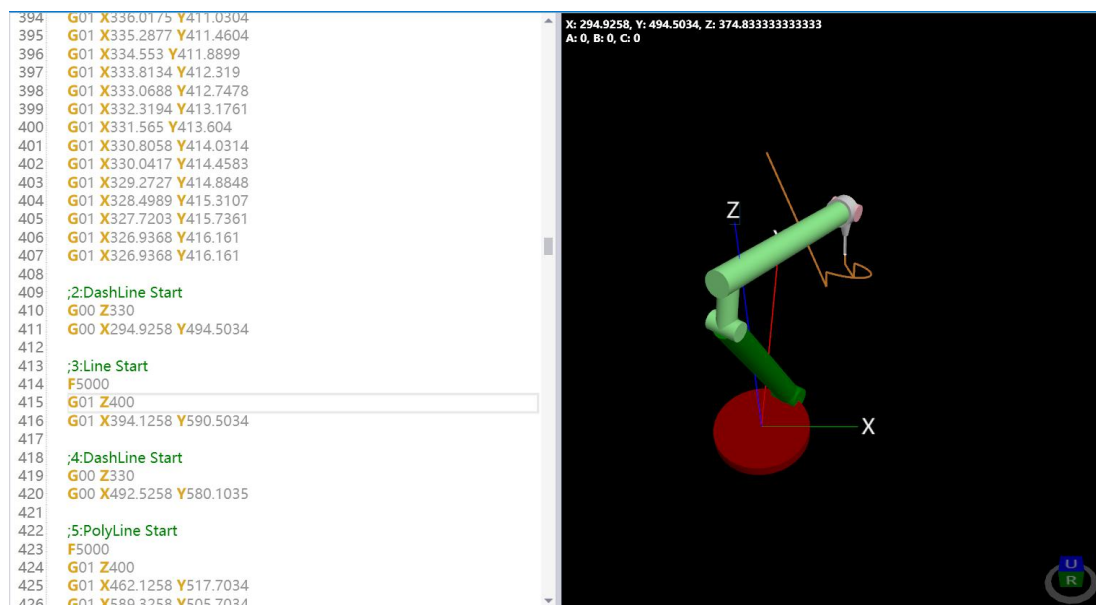 394 G01 X336.0175 Y411.0304
395 G01 X335.2877 Y411.4604
396 G01 X334.553 Y411.8899
397 G01 X333.8134 Y412.319
398 G01 X333.0688 Y412.7478
399 G01 X332.3194 Y413.1761
400 G01 X331.565 Y413.604
401 G01 X330.8058 Y414.0314
402 G01 X330.0417 Y414.4583
403 G01 X329.2727 Y414.8848
404 G01 X328.4989 Y415.3107
405 G01 X327.7203 Y415.7361
406 G01 X326.9368 Y416.161
407 G01 X326.9368 Y416.161
408
409 ;2:DashLine Start
410 G00 Z330
411 G00 X294.9258 Y494.5034
412
413 ;3:Line Start
414 F5000
415 G01 Z400
416 G01 X394.1258 Y590.5034
417
418 ;4:DashLine Start
419 G00 Z330
420 G00 X492.5258 Y580.1035
421
422 ;5:PolyLine Start
423 F5000
424 G01 Z400
425 G01 X462.1258 Y517.7034
426 G01 X589.3258 Y505.7034
X: 294.9258, Y: 494.5034, Z: 374.833333333333
A: 0, B: 0, C: 0
Z
X
U
R